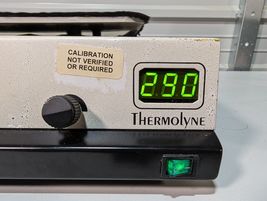 CALIBRATION
NOT VERIFIED
OR REQUIRED
290
THERMOLYNE